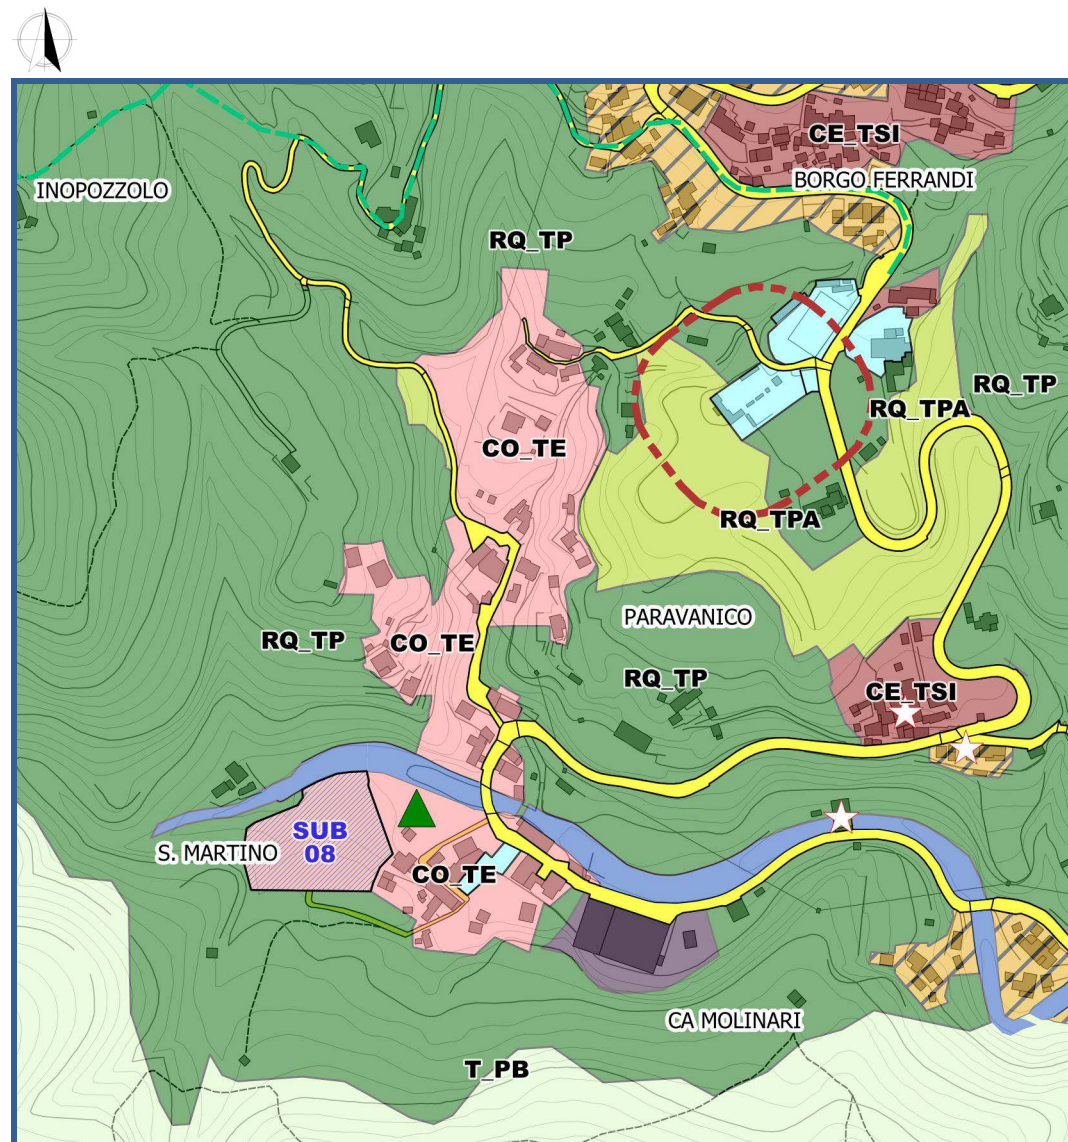 CE_TSI
BORGO FERRANDI
INOPOZZOLO
RQ_TP
RQ_TP
RQ_TPA
CO_TE
RQ_TPA
PARAVANICO
RQ_TP
CO_TE
RQ_TP
CE_TSI
SUB
08
S. MARTINO
CO_TE
CA MOLINARI
T_PB